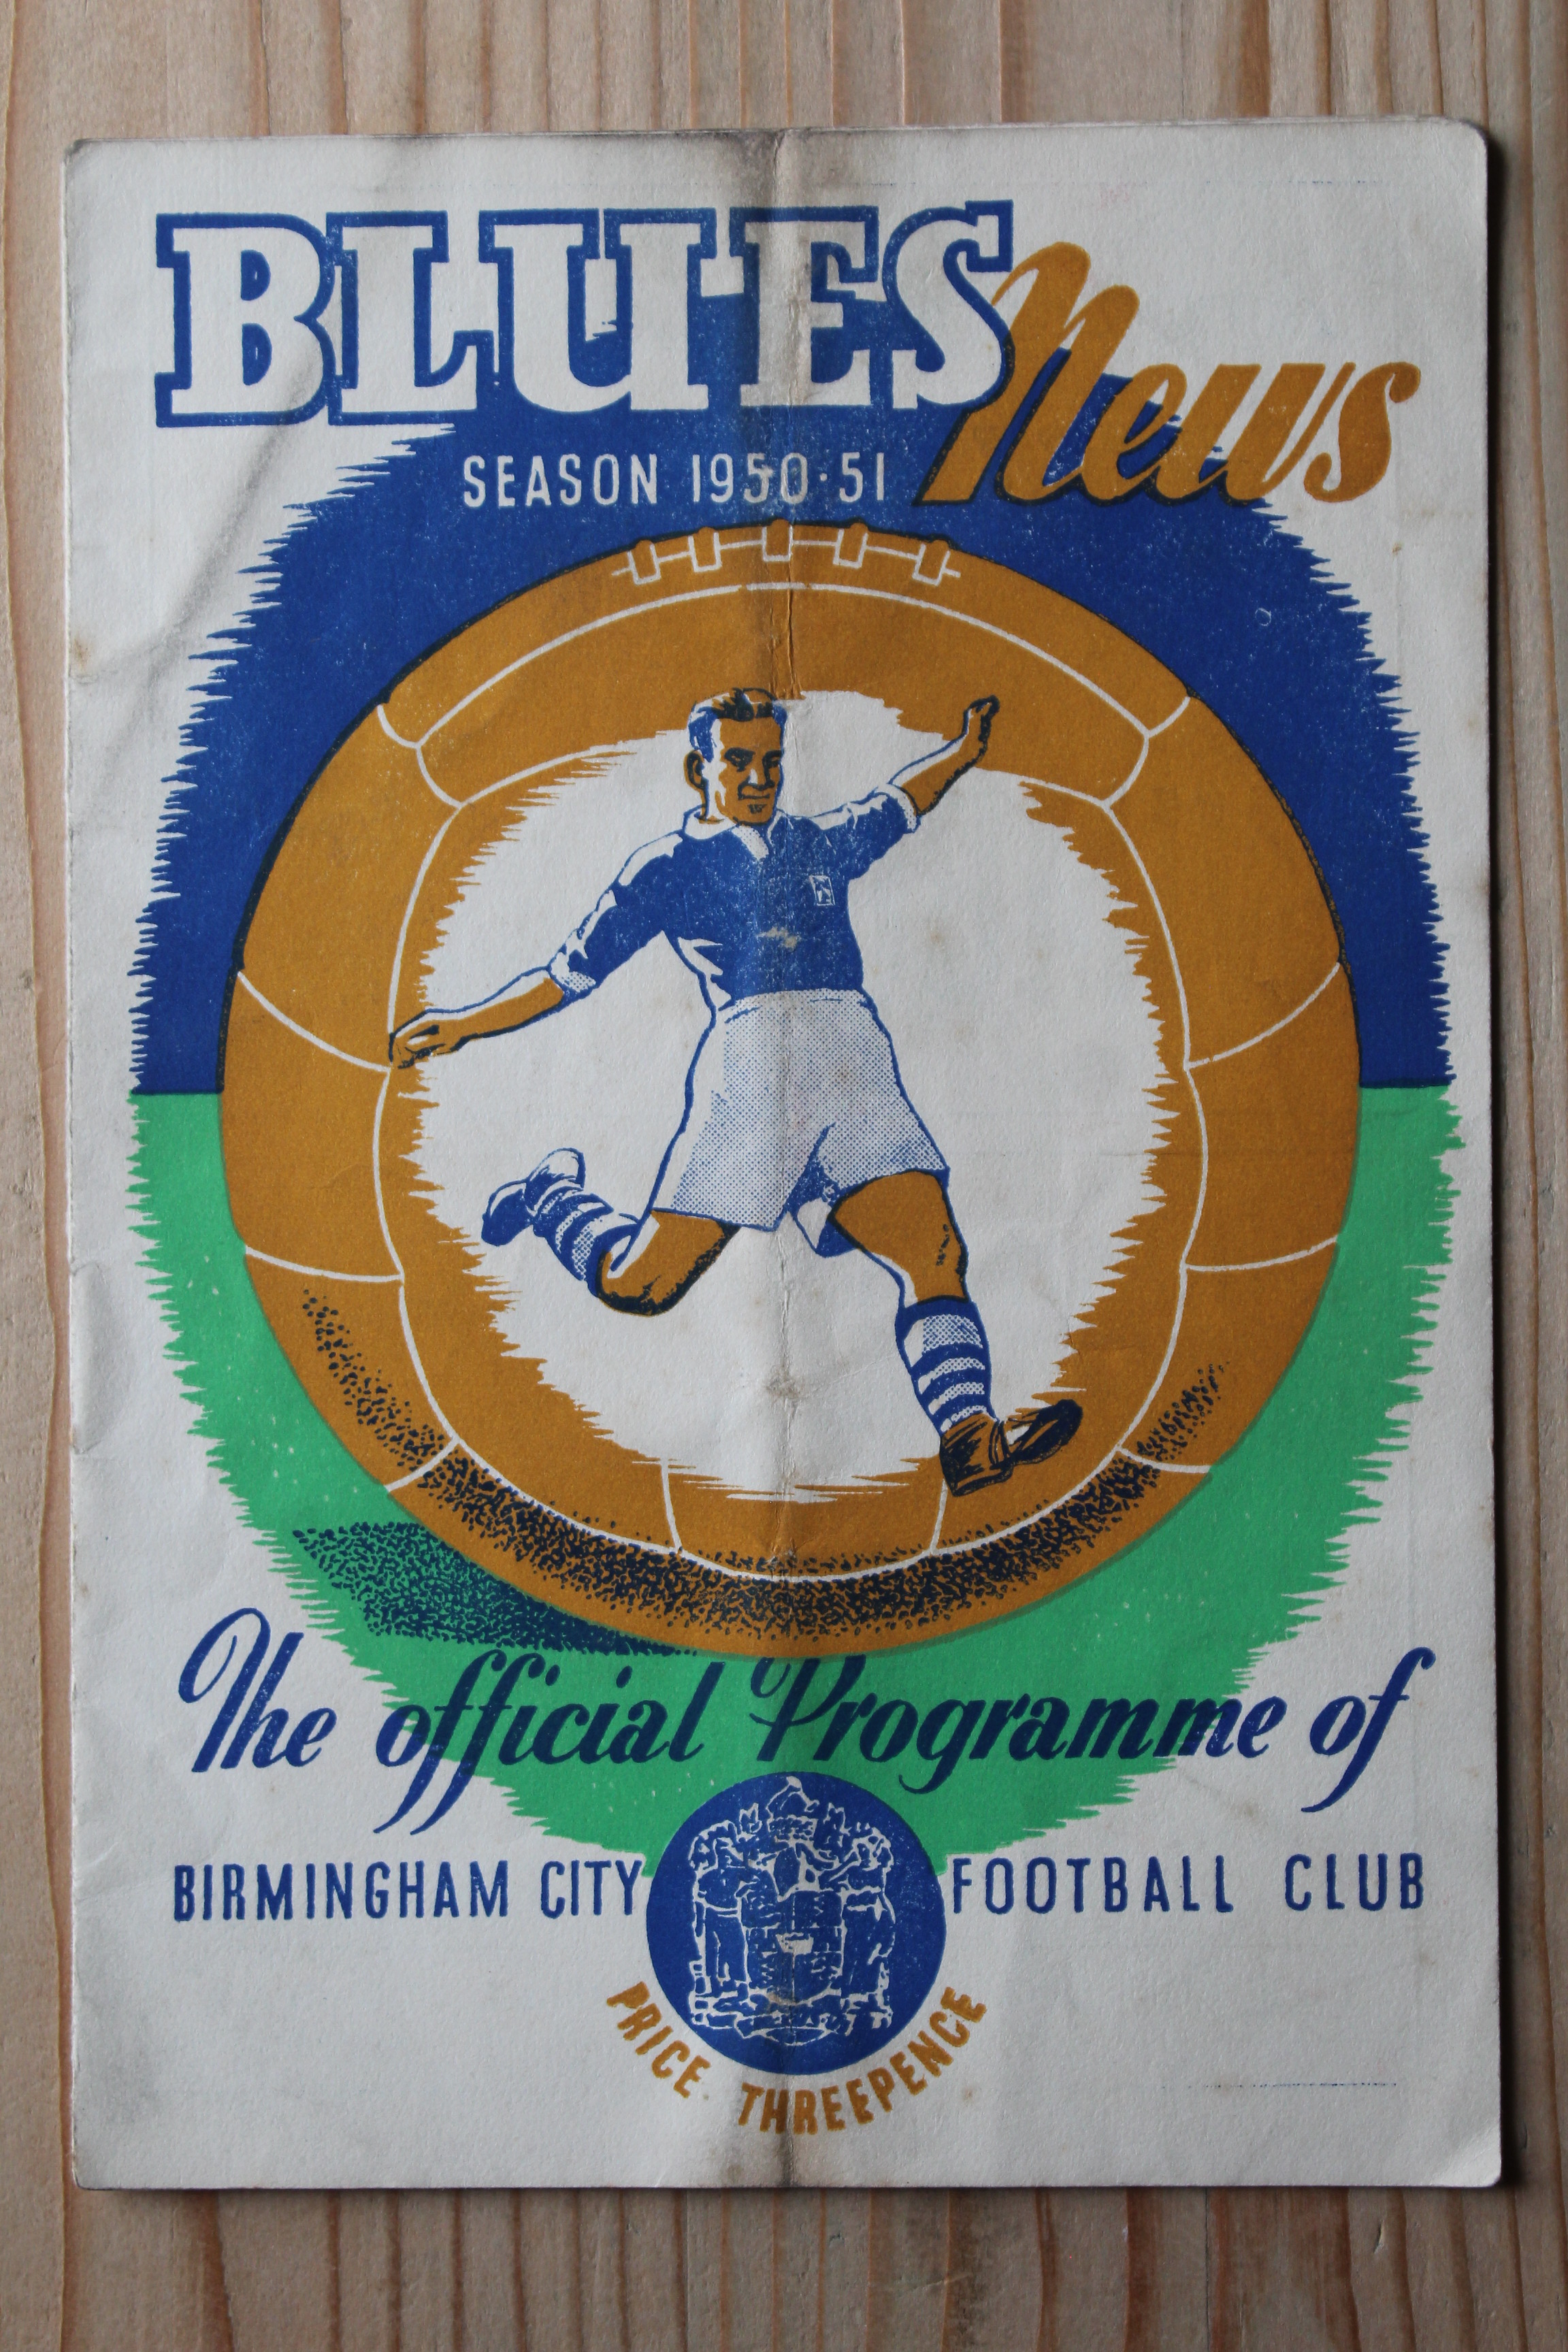 BLUES News
SEASON 1950·51
The official Programme of
BIRMINGHAM CITY FOOTBALL CLUB
PRICE THREEPENCE